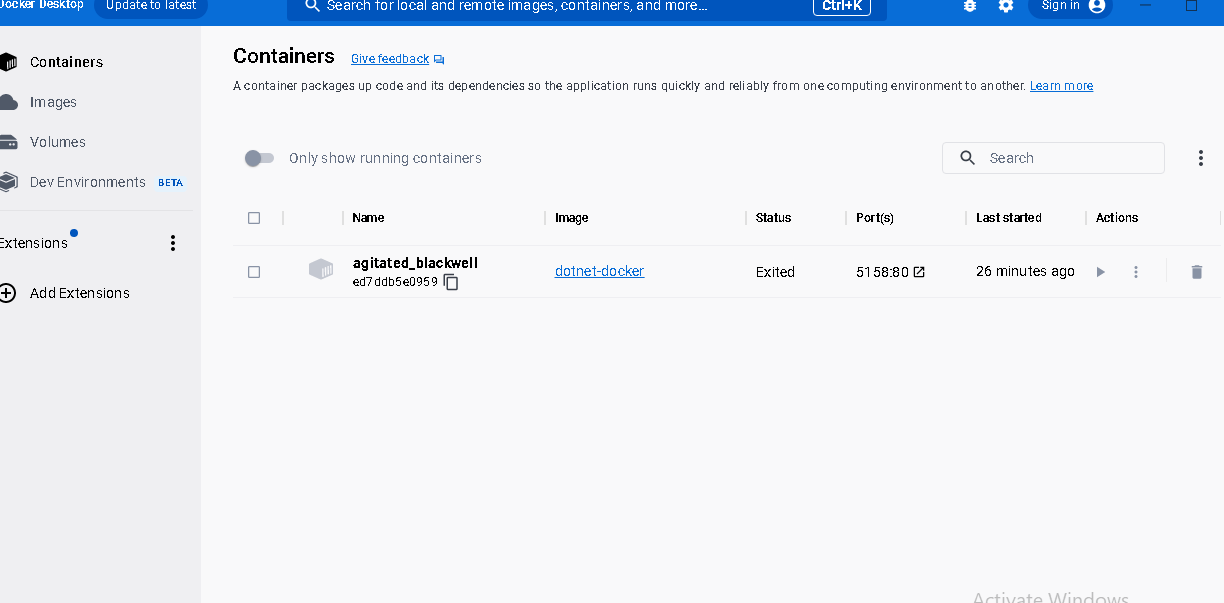 Docker Desktop Update to latest Search for local and remote images, containers, and more... Ctrl+K Sign in
Containers
Images
Volumes
Dev Environments BETA
Extensions
Add Extensions
Containers Give feedback
A container packages up code and its dependencies so the application runs quickly and reliably from one computing environment to another. Learn more
Only show running containers Search
Name Image Status Port(s) Last started Actions
agitated_blackwell dotnet-docker Exited 5158:80 26 minutes ago
ed7ddb5e0959
Activate Windows